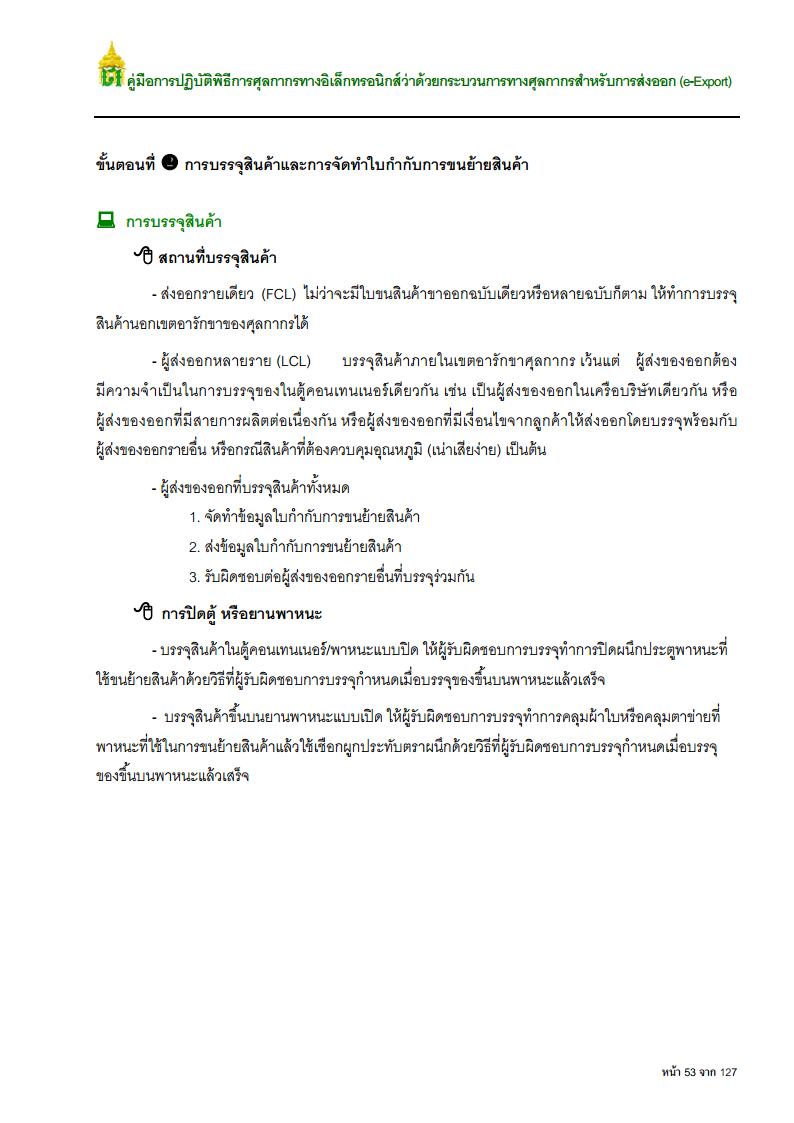 คู่มือการปฏิบัติพิธีการศุลกากรทางอิเล็กทรอนิกส์ว่าด้วยกระบวนการทางศุลกากรสำหรับการส่งออก (e-Export)
ขั้นตอนที่ ❷ การบรรจุสินค้าและการจัดทำใบกำกับการขนย้ายสินค้า
การบรรจุสินค้า
สถานที่บรรจุสินค้า
- ส่งออกรายเดียว (FCL) ไม่ว่าจะมีใบขนสินค้าขาออกฉบับเดียวหรือหลายฉบับก็ตาม ให้ทำการบรรจุ
สินค้านอกเขตอารักขาของศุลกากรได้
- ผู้ส่งออกหลายราย (LCL) บรรจุสินค้าภายในเขตอารักขาศุลกากร เว้นแต่ ผู้ส่งของออกต้อง
มีความจำเป็นในการบรรจุของในตู้คอนเทนเนอร์เดียวกัน เช่น เป็นผู้ส่งของออกในเครือบริษัทเดียวกัน หรือ
ผู้ส่งของออกที่มีสายการผลิตต่อเนื่องกัน หรือผู้ส่งของออกที่มีเงื่อนไขจากลูกค้าให้ส่งออกโดยบรรจุพร้อมกับ
ผู้ส่งของออกรายอื่น หรือกรณีสินค้าที่ต้องควบคุมอุณหภูมิ (เน่าเสียง่าย) เป็นต้น
- ผู้ส่งของออกที่บรรจุสินค้าทั้งหมด
1. จัดทำข้อมูลใบกำกับการขนย้ายสินค้า
2. ส่งข้อมูลใบกำกับการขนย้ายสินค้า
3. รับผิดชอบต่อผู้ส่งของออกรายอื่นที่บรรจุร่วมกัน
การปิดตู้ หรือยานพาหนะ
- บรรจุสินค้าในตู้คอนเทนเนอร์/พาหนะแบบปิด ให้ผู้รับผิดชอบการบรรจุทำการปิดผนึกประตูพาหนะที่
ใช้ขนย้ายสินค้าด้วยวิธีที่ผู้รับผิดชอบการบรรจุกำหนดเมื่อบรรจุของขึ้นบนพาหนะแล้วเสร็จ
- บรรจุสินค้าขึ้นบนยานพาหนะแบบเปิด ให้ผู้รับผิดชอบการบรรจุทำการคลุมผ้าใบหรือคลุมตาข่ายที่
พาหนะที่ใช้ในการขนย้ายสินค้าแล้วใช้เชือกผูกประทับตราผนึกด้วยวิธีที่ผู้รับผิดชอบการบรรจุกำหนดเมื่อบรรจุ
ของขึ้นบนพาหนะแล้วเสร็จ
หน้า 53 จาก 127